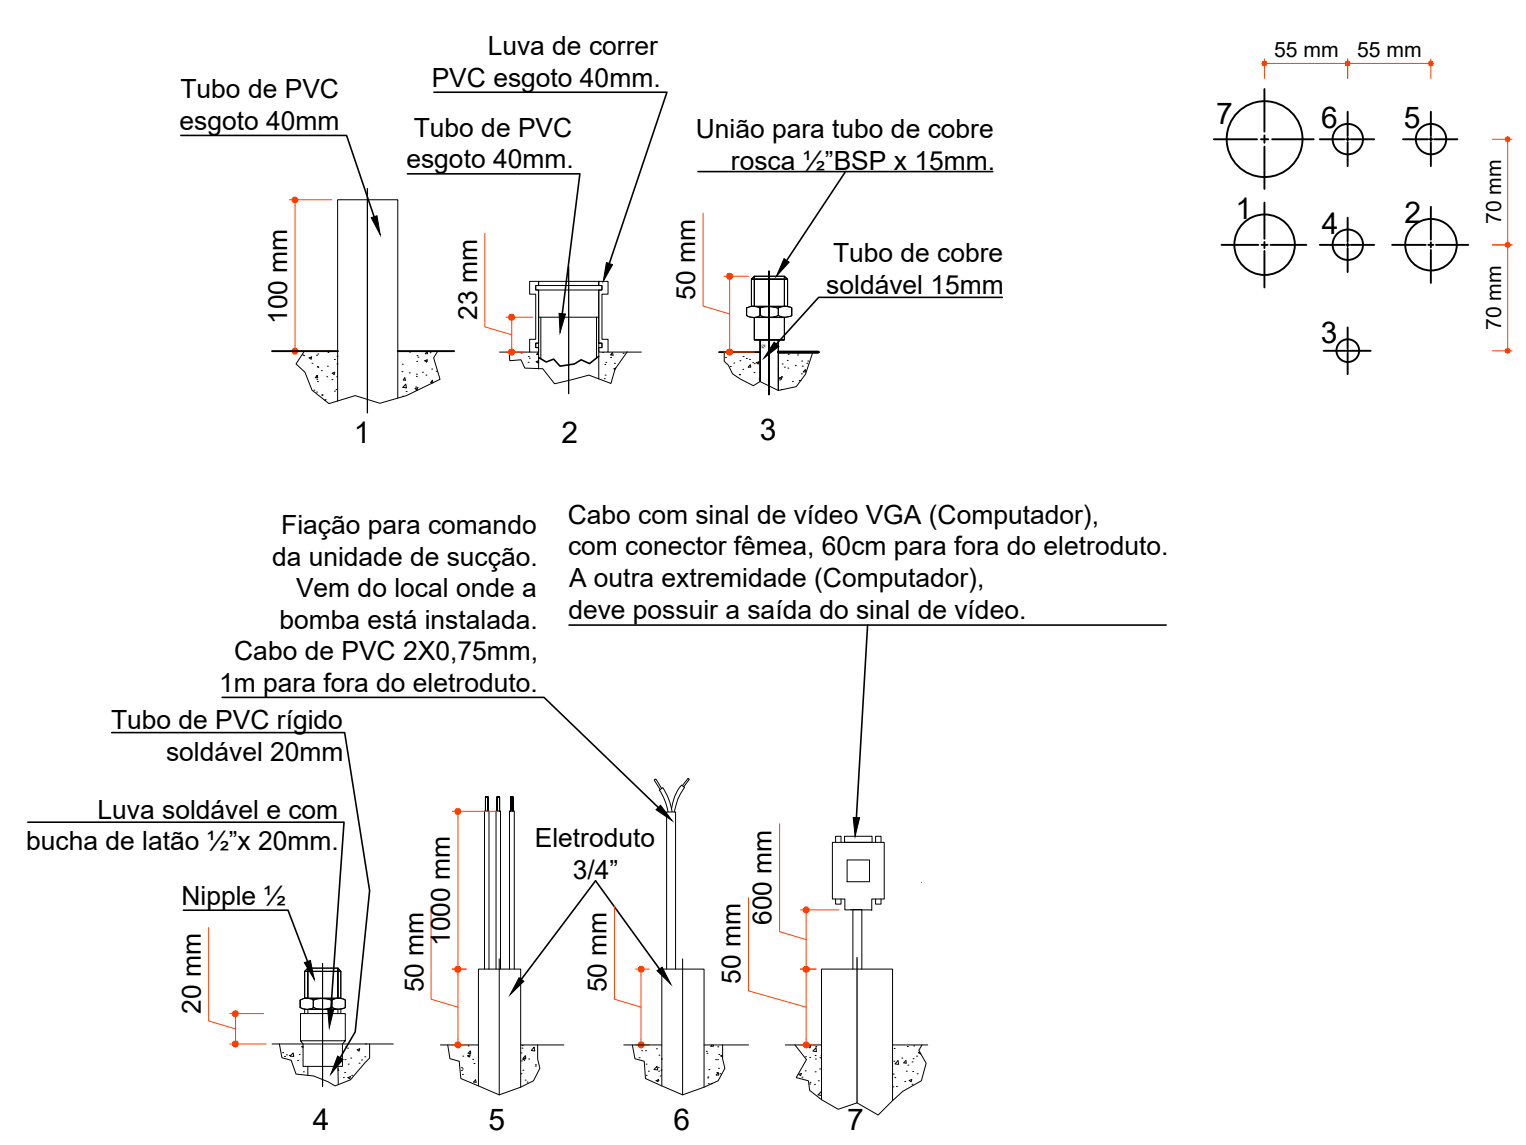 Luva de correr
PVC esgoto 40mm.
Tubo de PVC
esgoto 40mm
Tubo de PVC
esgoto 40mm.
União para tubo de cobre
rosca ½”BSP x 15mm.
Tubo de cobre
soldável 15mm
100 mm
23 mm
50 mm
1
2
3
55 mm
55 mm
7
6
5
1
4
2
3
70 mm
70 mm
Fiação para comando
da unidade de sucção.
Vem do local onde a
bomba está instalada.
Cabo de PVC 2X0,75mm,
1m para fora do eletroduto.
Cabo com sinal de vídeo VGA (Computador),
com conector fêmea, 60cm para fora do eletroduto.
A outra extremidade (Computador),
deve possuir a saída do sinal de vídeo.
Tubo de PVC rígido
soldável 20mm
Luva soldável e com
bucha de latão ½”x 20mm.
Nipple ½
Eletroduto
3/4”
20 mm
50 mm
1000 mm
50 mm
50 mm
600 mm
4
5
6
7